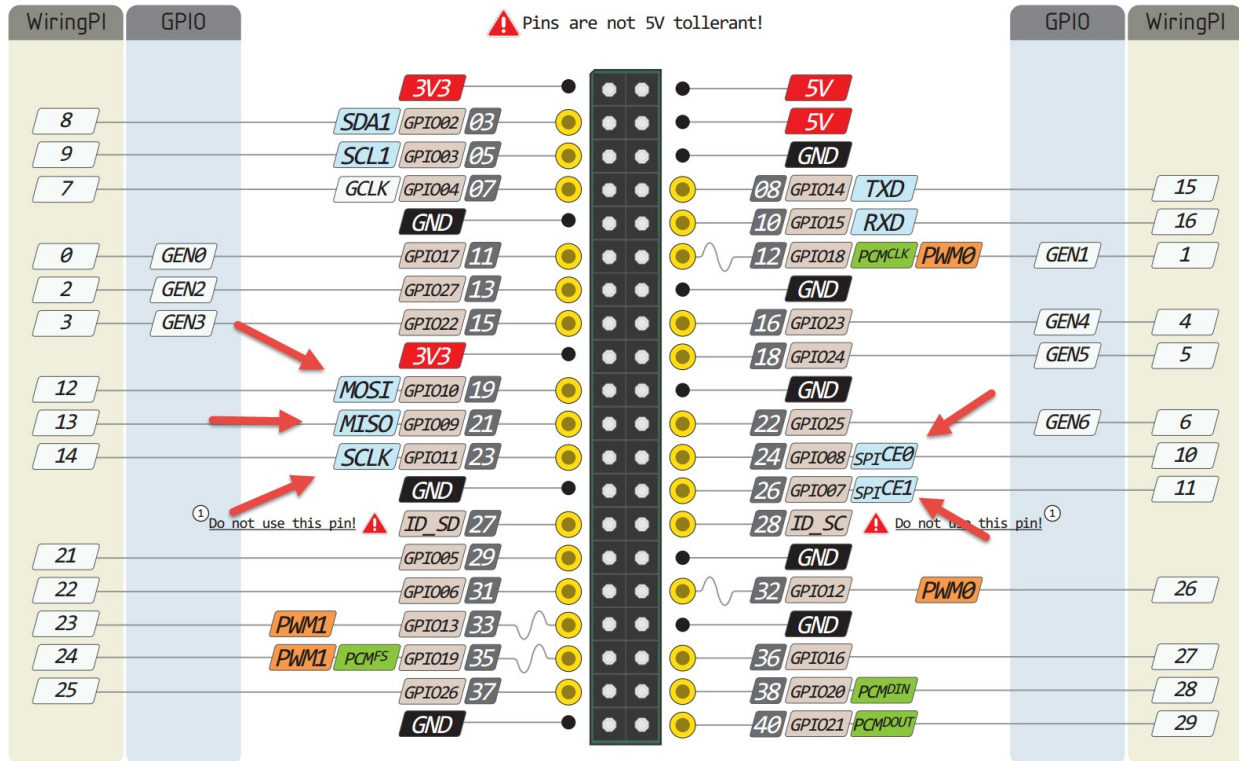 WiringPI GPIO Pins are not 5V tollerant! GPIO WiringPI
3V3 5V
8 SDA1 GPIO02 03 5V
9 SCL1 GPIO03 05 GND
7 GCLK GPIO04 07 08 GPIO14 TXD 15
GND 10 GPIO15 RXD 16
0 GEN0 GPIO17 11 12 GPIO18 PCMCLK PWM0 GEN1 1
2 GEN2 GPIO27 13 GND
3 GEN3 GPIO22 15 16 GPIO23 GEN4 4
3V3 18 GPIO24 GEN5 5
12 MOSI GPIO10 19 GND
13 MISO GPIO09 21 22 GPIO25 GEN6 6
14 SCLK GPIO11 23 24 GPIO08 SPICE0 10
GND 26 GPIO07 SPICE1 11
1 Do not use this pin! ID_SD 27 28 ID_SC Do not use this pin! 1
21 GPIO05 29 GND
22 GPIO06 31 32 GPIO12 PWM0 26
23 PWM1 GPIO13 33 GND
24 PWM1 PCMFS GPIO19 35 36 GPIO16 27
25 GPIO26 37 38 GPIO20 PCMDIN 28
GND 40 GPIO21 PCMDOUT 29